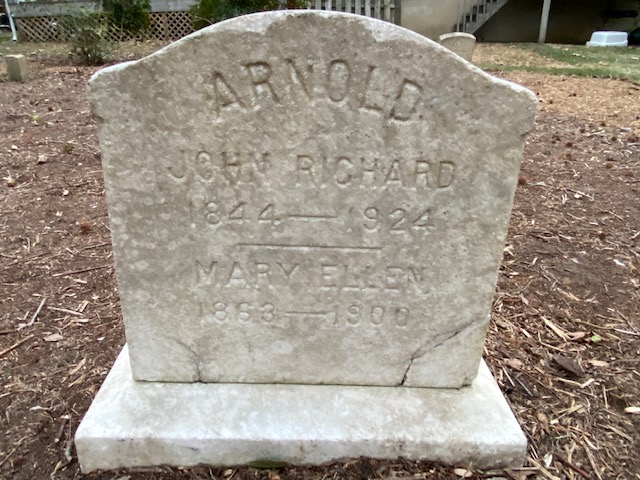 ARNOLD
JOHN RICHARD
1844—1924
MARY ELLEN
1863—1900